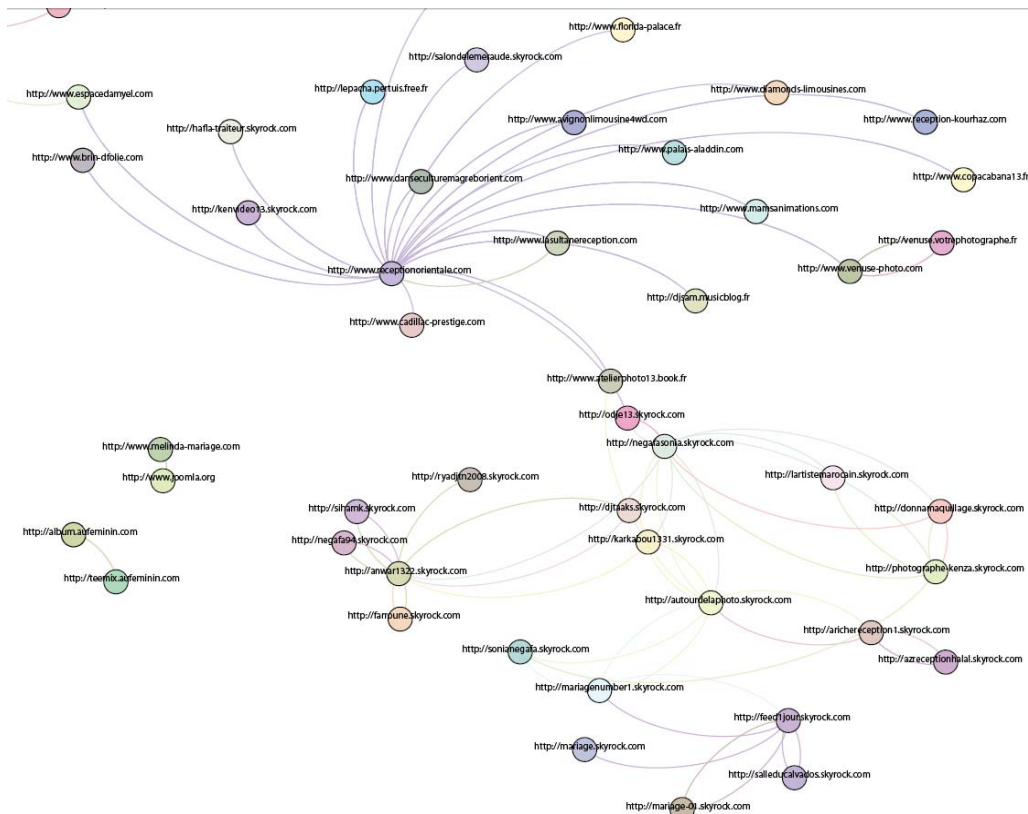 http://www.florida-palace.fr
http://salondelemeraude.skyrock.com
http://www.espacedamyel.com
http://lepacha.pertuis.free.fr
http://www.diamonds-limousines.com
http://hafla-traiteur.skyrock.com
http://www.avignonlimousine4wd.com
http://www.reception-kourhaz.com
http://www.brin-dfolie.com
http://www.palais-aladdin.com
http://www.danseculturemagreborient.com
http://www.copacabana13.fr
http://kenvideo13.skyrock.com
http://www.mamsanimations.com
http://www.lasultanereception.com
http://venuse.votrephotographe.fr
http://www.receptionorientale.com
http://www.venuse-photo.com
http://djsam.musicblog.fr
http://www.cadillac-prestige.com
http://www.atelierphoto13.book.fr
http://odje13.skyrock.com
http://www.melinda-mariage.com
http://negafasonia.skyrock.com
http://www.joomla.org
http://ryadjtn2008.skyrock.com
http://lartistemarocain.skyrock.com
http://sihamk.skyrock.com
http://djtaaks.skyrock.com
http://donnamaquillage.skyrock.com
http://album.aufeminin.com
http://negafa94.skyrock.com
http://karkabou1331.skyrock.com
http://anwar1322.skyrock.com
http://photographe-kenza.skyrock.com
http://teemix.aufeminin.com
http://autourdelaphoto.skyrock.com
http://farroune.skyrock.com
http://arichereception1.skyrock.com
http://sonianegafa.skyrock.com
http://azreceptionhalal.skyrock.com
http://mariagenumber1.skyrock.com
http://feed1jour.skyrock.com
http://mariage.skyrock.com
http://salleducalvados.skyrock.com
http://mariage-01.skyrock.com